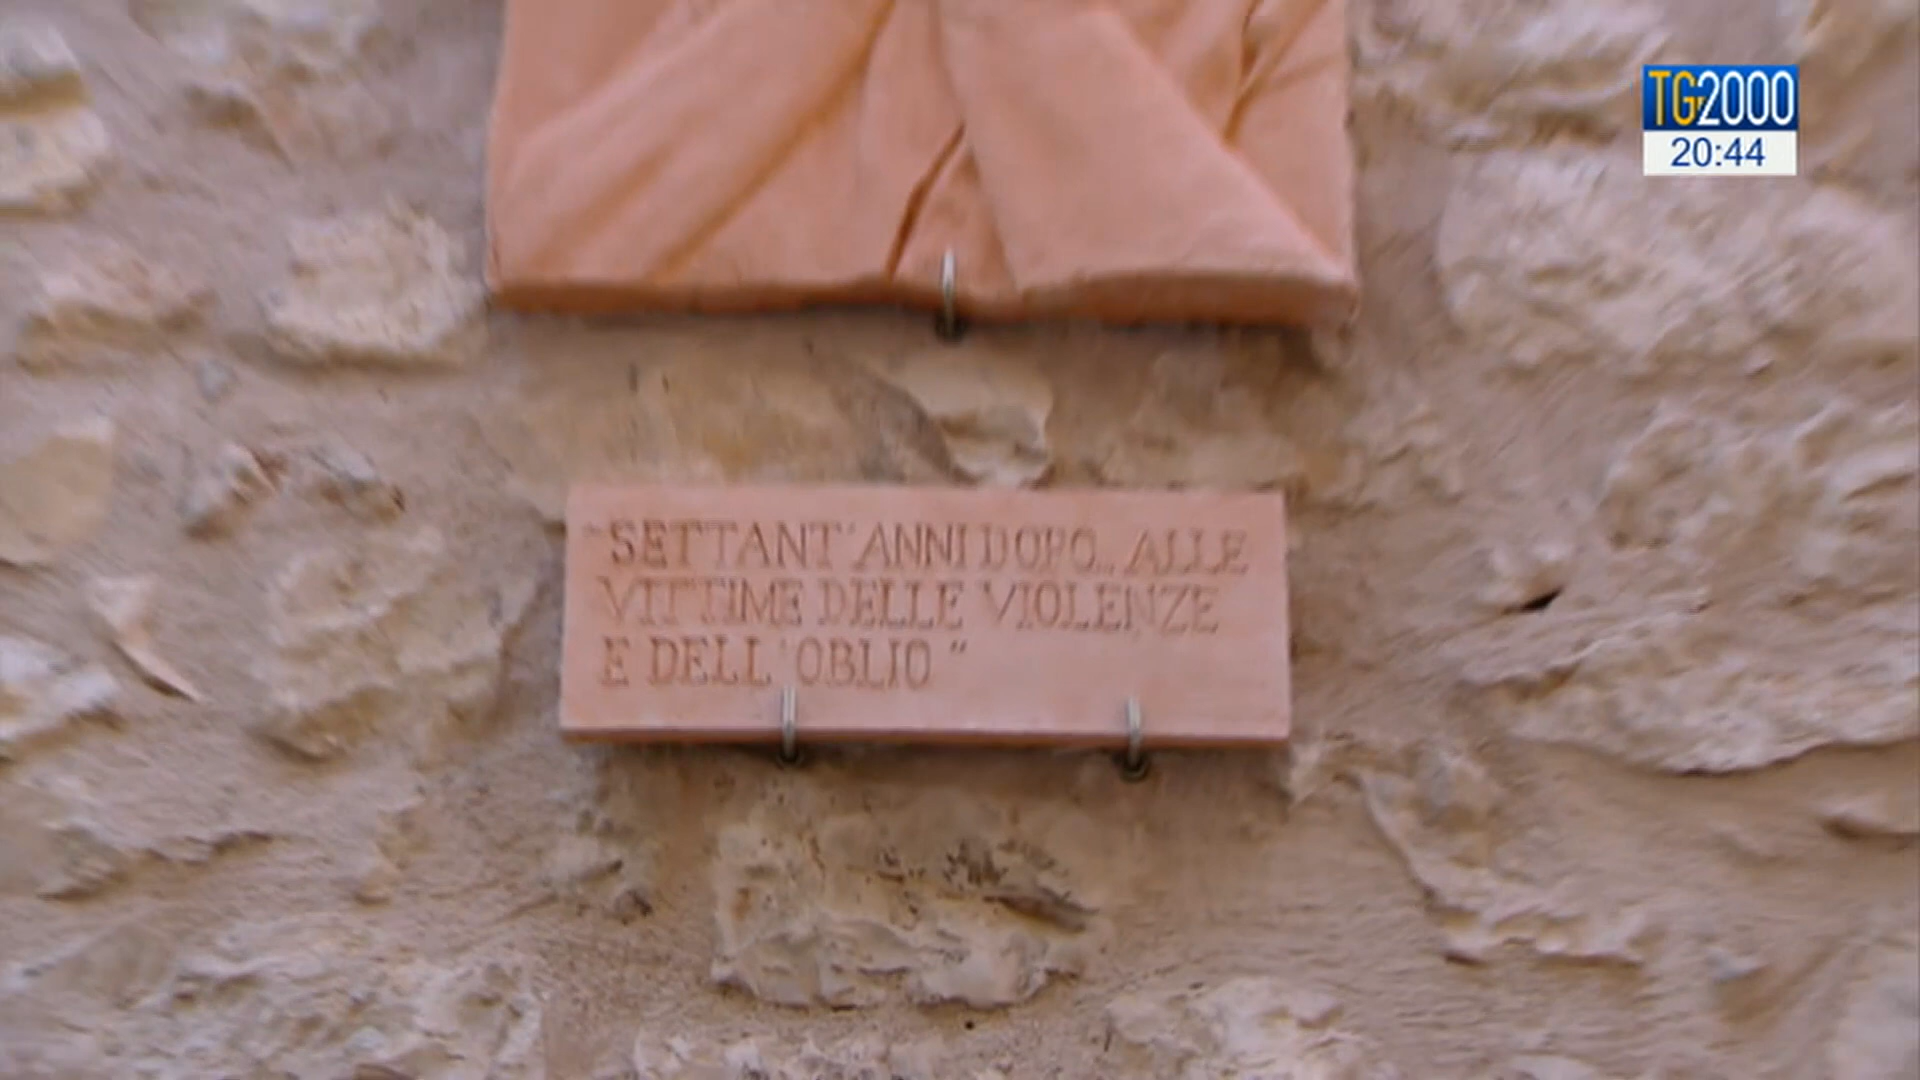 TG2000
20:44
"SETTANT'ANNI DOPO... ALLE
VITTIME DELLE VIOLENZE
E DELL'OBLIO"